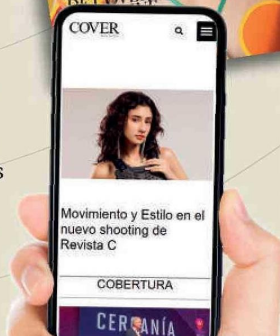 COVER
Movimiento y Estilo en el
nuevo shooting de
Revista C
COBERTURA
CERCANÍA
s